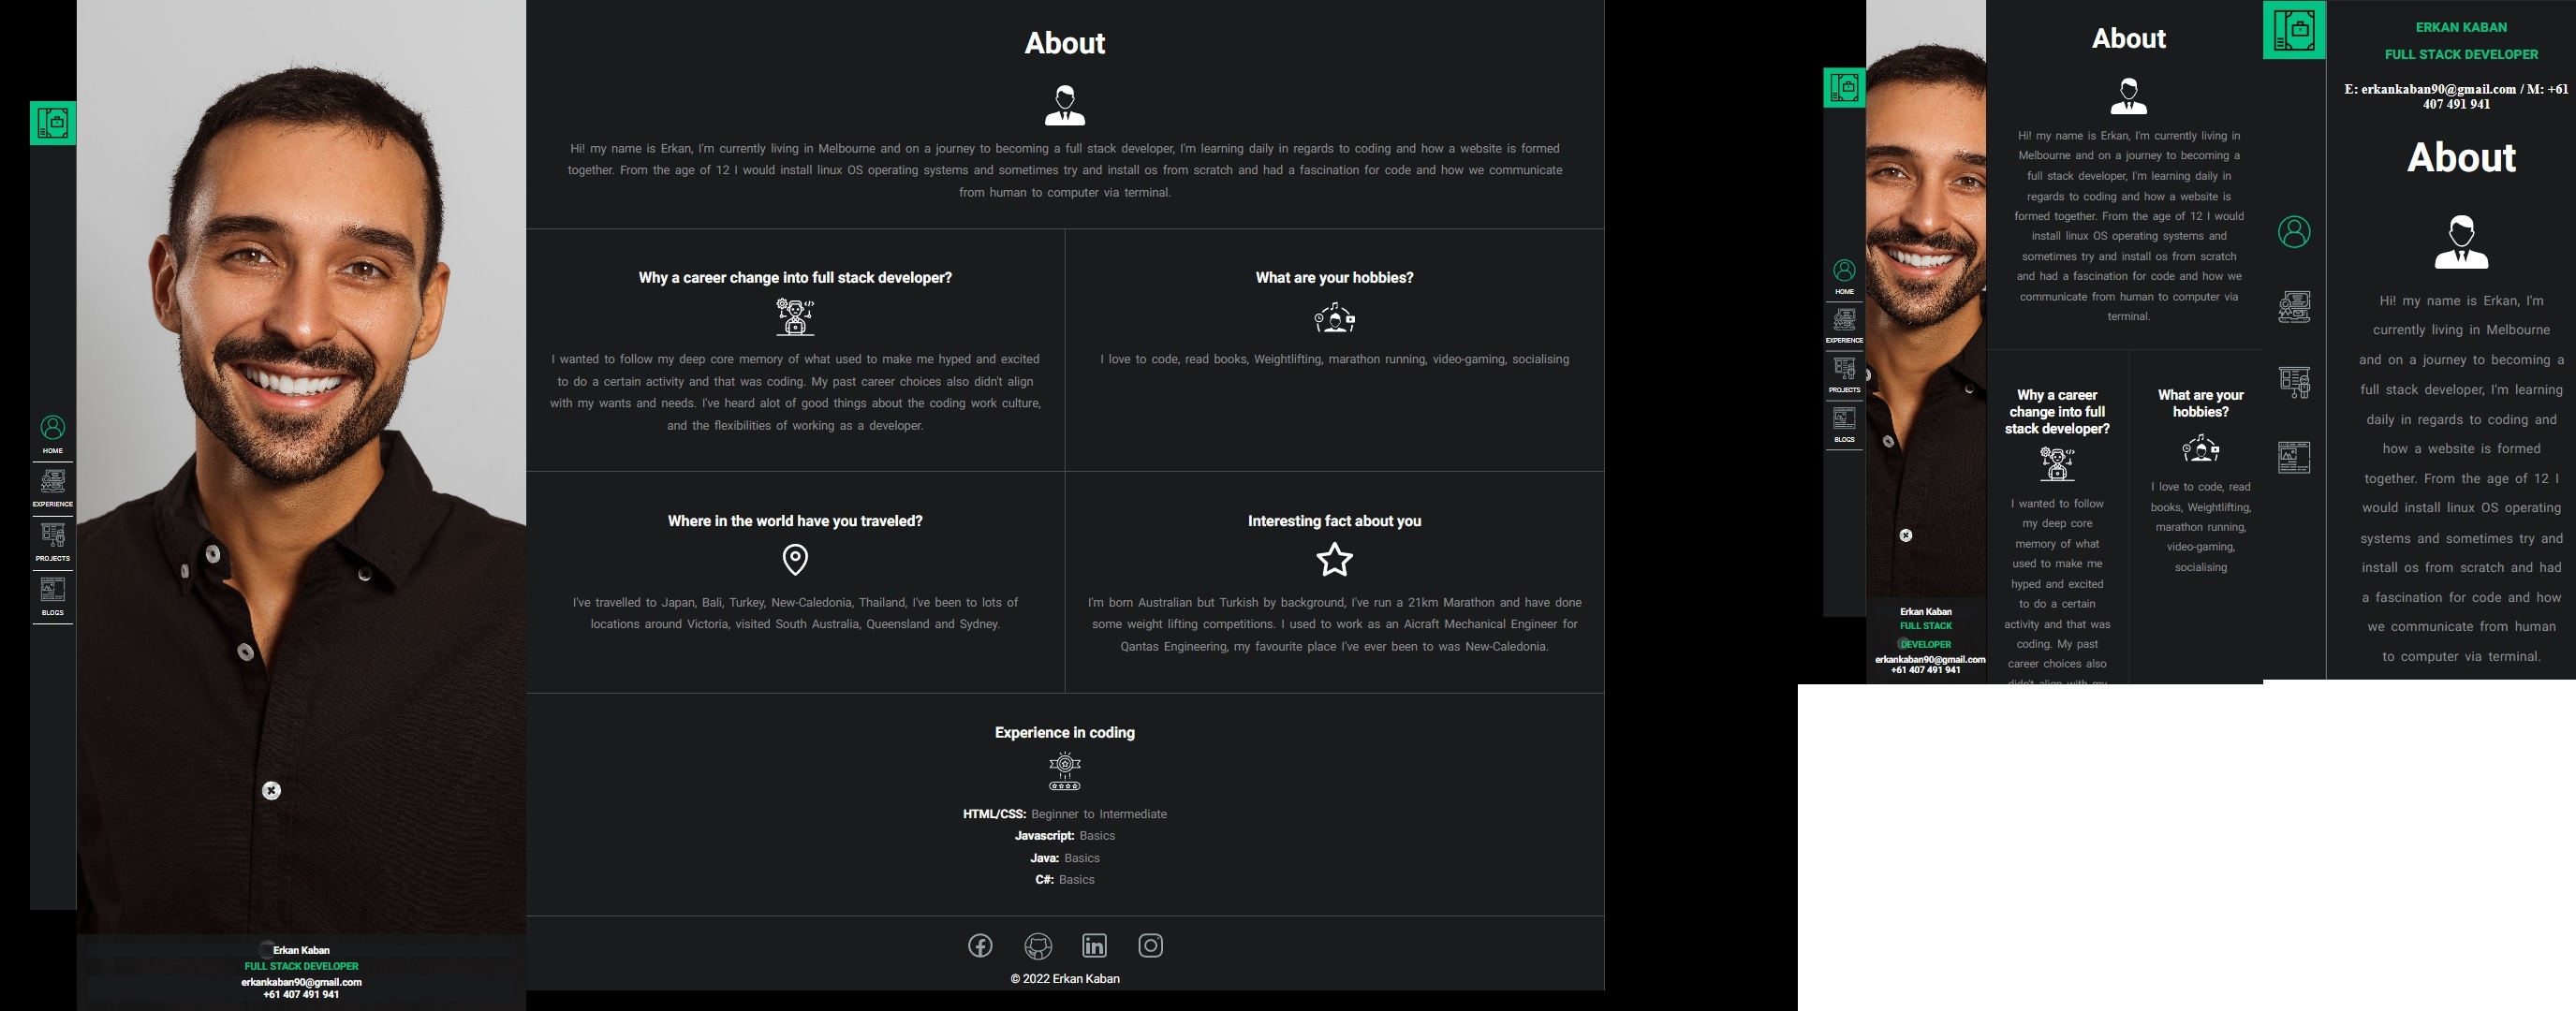 HOME
EXPERIENCE
PROJECTS
BLOGS
Erkan Kaban
FULL STACK DEVELOPER
erkankaban90@gmail.com
+61 407 491 941
About
Hi! my name is Erkan, I'm currently living in Melbourne and on a journey to becoming a full stack developer, I'm learning daily in regards to coding and how a website is formed
together. From the age of 12 I would install linux OS operating systems and sometimes try and install os from scratch and had a fascination for code and how we communicate
from human to computer via terminal.
Why a career change into full stack developer?
I wanted to follow my deep core memory of what used to make me hyped and excited
to do a certain activity and that was coding. My past career choices also didn't align
with my wants and needs. I've heard alot of good things about the coding work culture,
and the flexibilities of working as a developer.
What are your hobbies?
I love to code, read books, Weightlifting, marathon running, video-gaming, socialising
Where in the world have you traveled?
I've travelled to Japan, Bali, Turkey, New-Caledonia, Thailand, I've been to lots of
locations around Victoria, visited South Australia, Queensland and Sydney.
Interesting fact about you
I'm born Australian but Turkish by background, I've run a 21km Marathon and have done
some weight lifting competitions. I used to work as an Aicraft Mechanical Engineer for
Qantas Engineering, my favourite place I've ever been to was New-Caledonia.
Experience in coding
HTML/CSS: Beginner to Intermediate
Javascript: Basics
Java: Basics
C#: Basics
© 2022 Erkan Kaban
HOME
EXPERIENCE
PROJECTS
BLOGS
Erkan Kaban
FULL STACK
DEVELOPER
erkankaban90@gmail.com
+61 407 491 941
About
Hi! my name is Erkan, I'm currently living in
Melbourne and on a journey to becoming a
full stack developer, I'm learning daily in
regards to coding and how a website is
formed together. From the age of 12 I would
install linux OS operating systems and
sometimes try and install os from scratch
and had a fascination for code and how we
communicate from human to computer via
terminal.
Why a career
change into full
stack developer?
I wanted to follow
my deep core
memory of what
used to make me
hyped and excited
to do a certain
activity and that was
coding. My past
career choices also
didn't align with my
What are your
hobbies?
I love to code, read
books, Weightlifting,
marathon running,
video-gaming,
socialising
ERKAN KABAN
FULL STACK DEVELOPER
E: erkankaban90@gmail.com / M: +61
407 491 941
About
Hi! my name is Erkan, I'm
currently living in Melbourne
and on a journey to becoming a
full stack developer, I'm learning
daily in regards to coding and
how a website is formed
together. From the age of 12 I
would install linux OS operating
systems and sometimes try and
install os from scratch and had
a fascination for code and how
we communicate from human
to computer via terminal.